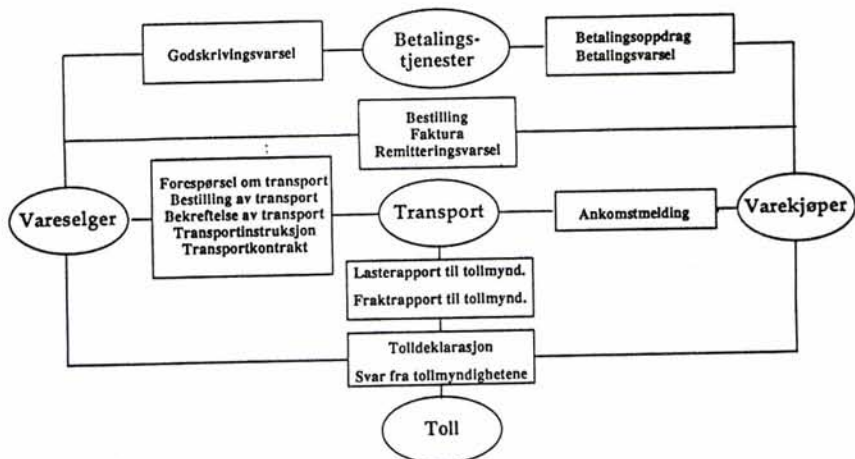 Godskrivingsvarsel
Betalings-
tjenester
Betalingsoppdrag
Betalingsvarsel
Bestilling
Faktura
Remitteringsvarsel
Vareselger
Forespørsel om transport
Bestilling av transport
Bekreftelse av transport
Transportinstruksjon
Transportkontrakt
Transport
Ankomstmelding
Varekjøper
Lasterapport til tollmynd.
Fraktrapport til tollmynd.
Tolldeklarasjon
Svar fra tollmyndighetene
Toll